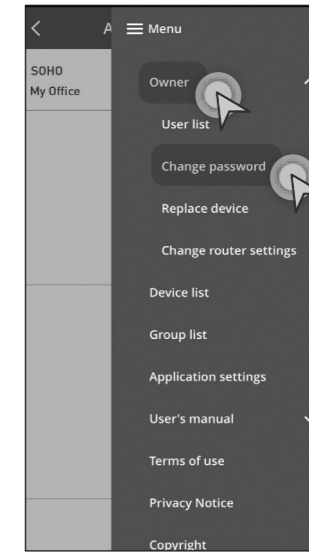 A
Menu
SOHO
My Office
Owner
User list
Change password
Replace device
Change router settings
Device list
Group list
Application settings
User's manual
Terms of use
Privacy Notice
Copyright